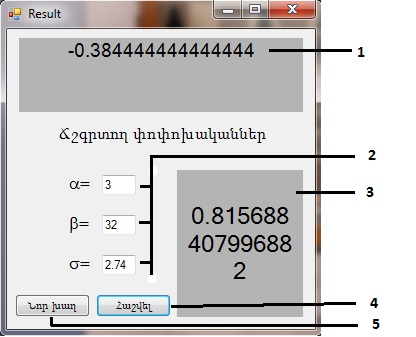 Result
-0.384444444444444
1
Ճշգրտող փոփոխականներ
2
α= 3
3
β= 32
0.815688
40799688
2
σ= 2.74
Նոր խաղ
Հաշվել
4
5